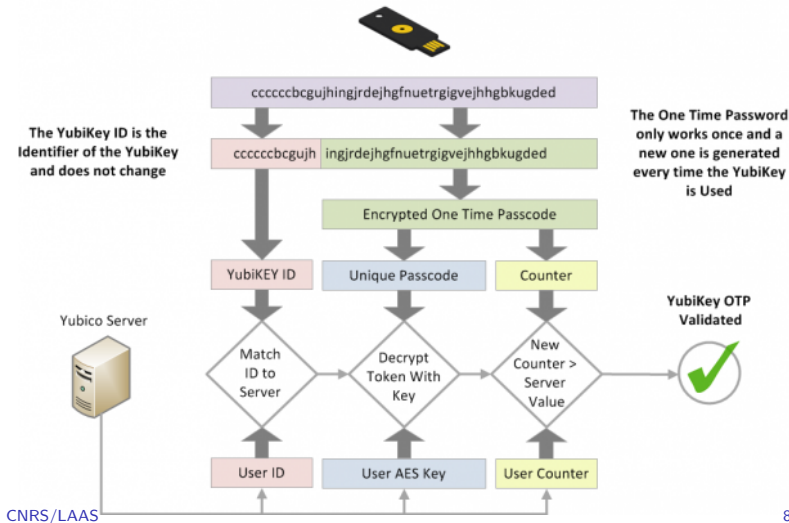 ccccccbcgujhingjrdejhgfnuetrgigvejhhgbkugded
The YubiKey ID is the
Identifier of the YubiKey
and does not change
ccccccbcgujh
ingjrdejhgfnuetrgigvejhhgbkugded
The One Time Password
only works once and a
new one is generated
every time the YubiKey
is Used
Encrypted One Time Passcode
YubiKEY ID
Unique Passcode
Counter
Yubico Server
Match
ID to
Server
Decrypt
Token With
Key
New
Counter >
Server
Value
YubiKey OTP
Validated
User ID
User AES Key
User Counter
CNRS/LAAS
8